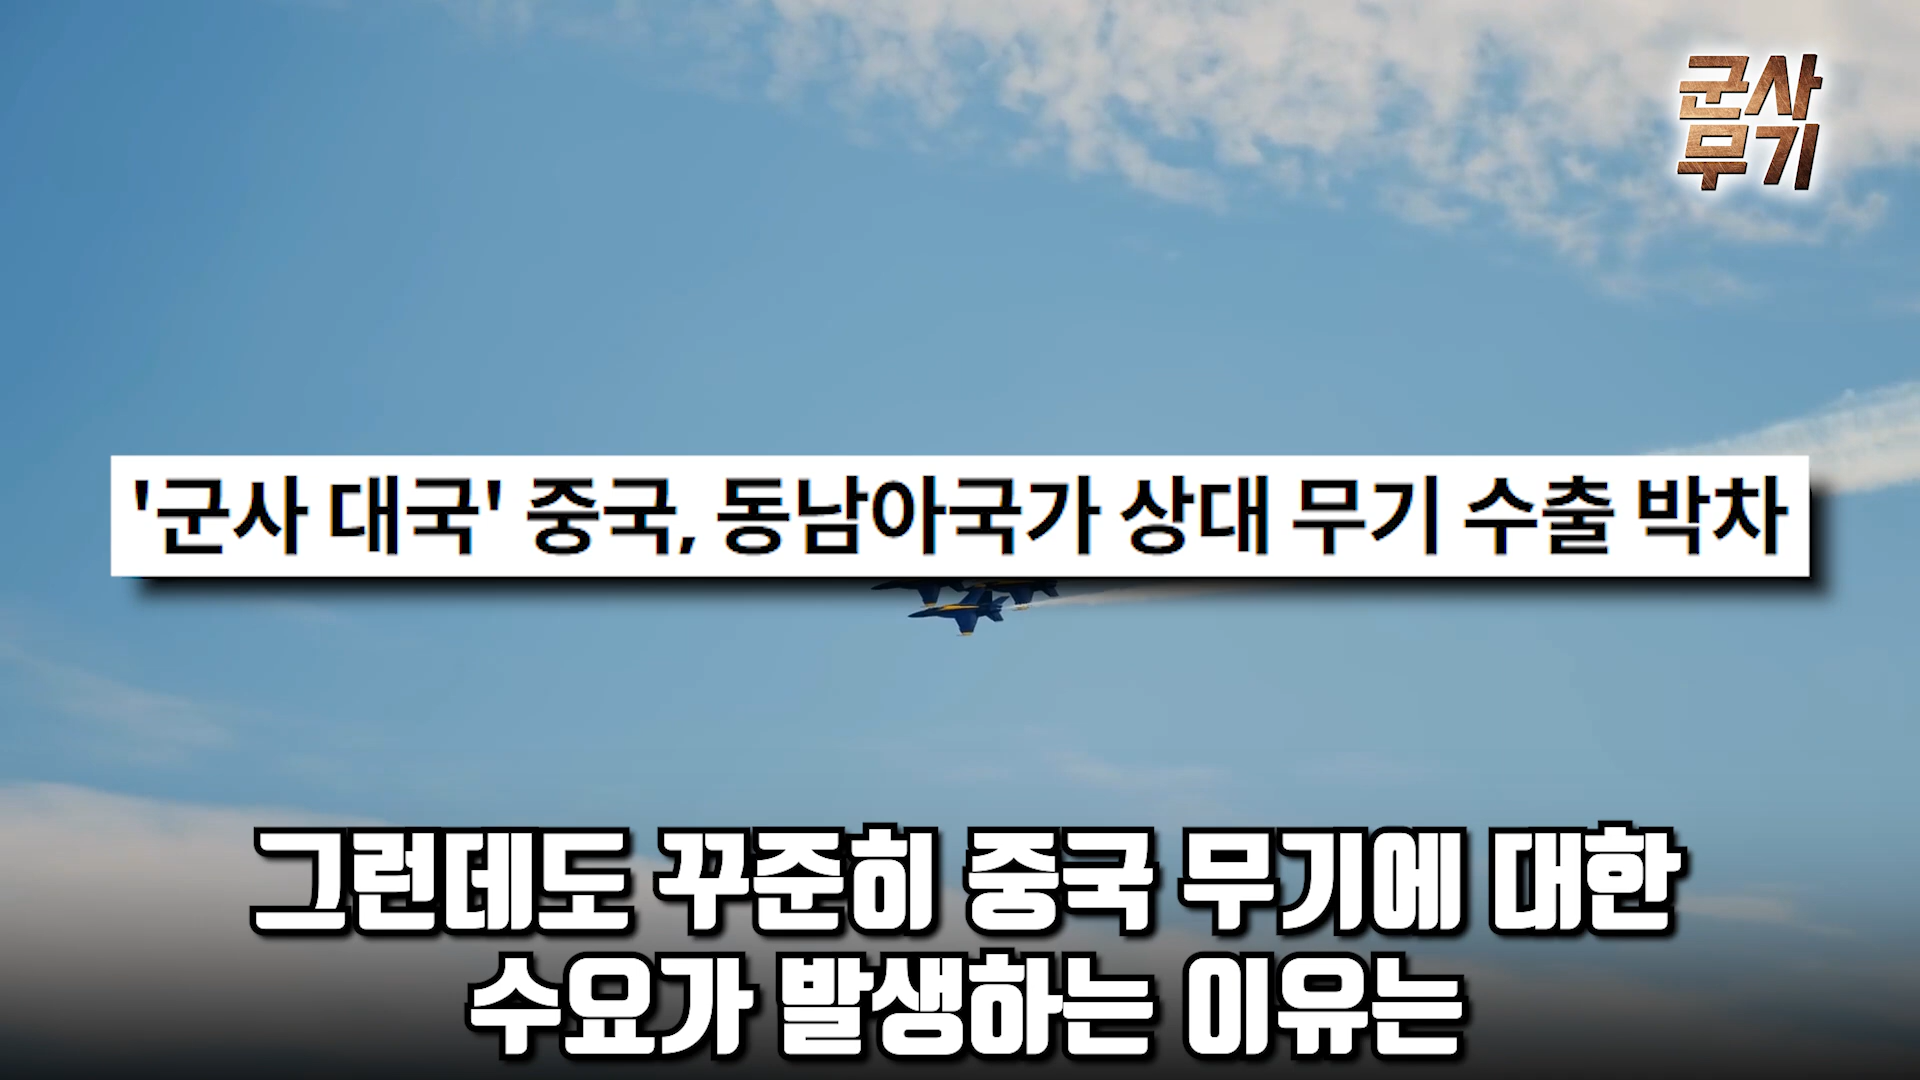 군사
무기
'군사 대국' 중국, 동남아국가 상대 무기 수출 박차
그런데도 꾸준히 중국 무기에 대한
수요가 발생하는 이유는